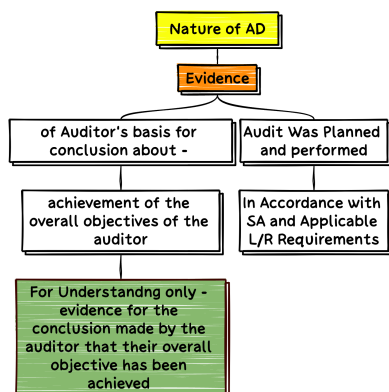 Nature of AD
Evidence
of Auditor's basis for
conclusion about -
Audit Was Planned
and performed
achievement of the
overall objectives of the
auditor
In Accordance with
SA and Applicable
L/R Requirements
For Understandng only -
evidence for the
conclusion made by the
auditor that their overall
objective has been
achieved